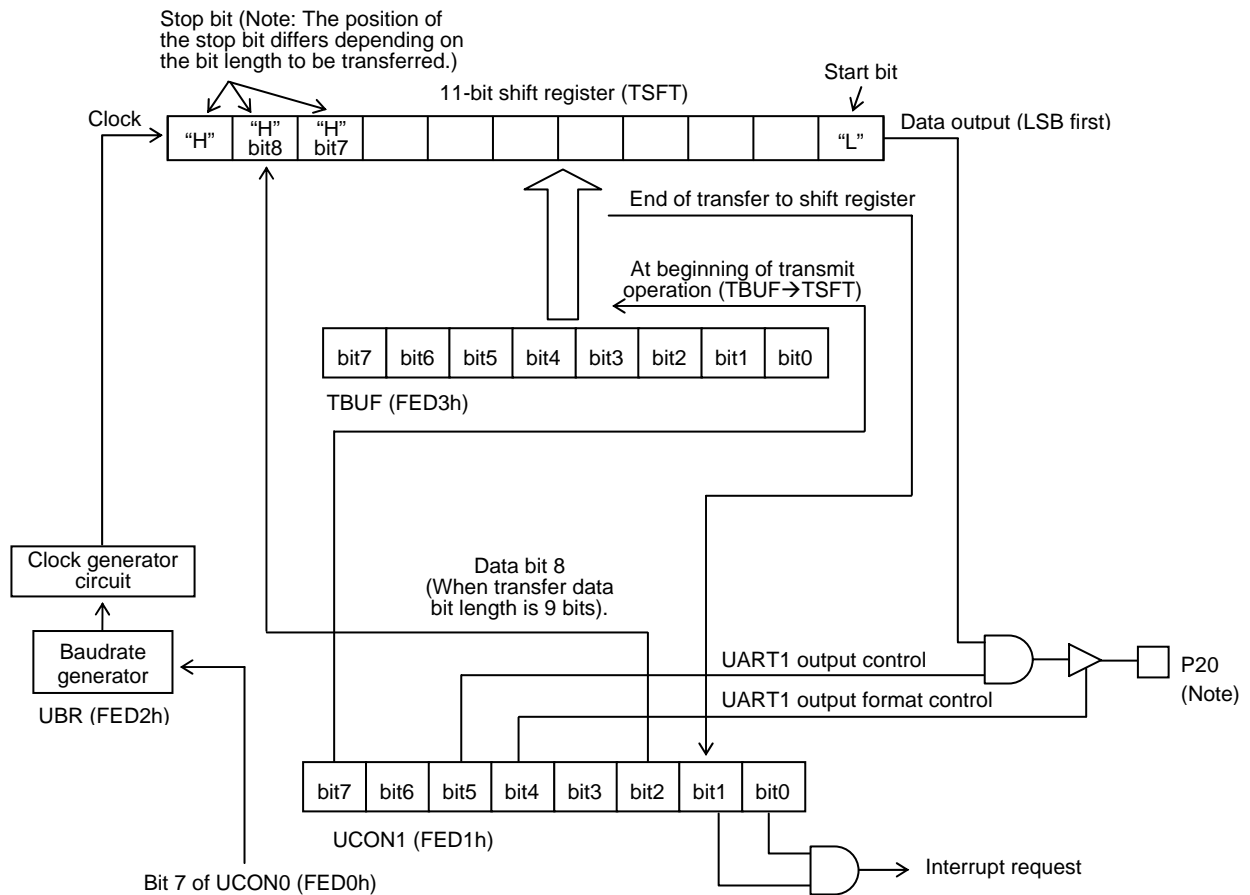 Stop bit (Note: The position of
the stop bit differs depending on
the bit length to be transferred.)
Start bit
11-bit shift register (TSFT)
Clock
Data output (LSB first)
“H”
“H”
bit8
“H”
bit7
“L”
End of transfer to shift register
At beginning of transmit
operation (TBUF→TSFT)
bit7 bit6 bit5 bit4 bit3 bit2 bit1 bit0
TBUF (FED3h)
Clock generator
circuit
Data bit 8
(When transfer data
bit length is 9 bits).
Baudrate
generator
UBR (FED2h)
UART1 output control
UART1 output format control
P20
(Note)
bit7 bit6 bit5 bit4 bit3 bit2 bit1 bit0
UCON1 (FED1h)
Bit 7 of UCON0 (FED0h)
Interrupt request